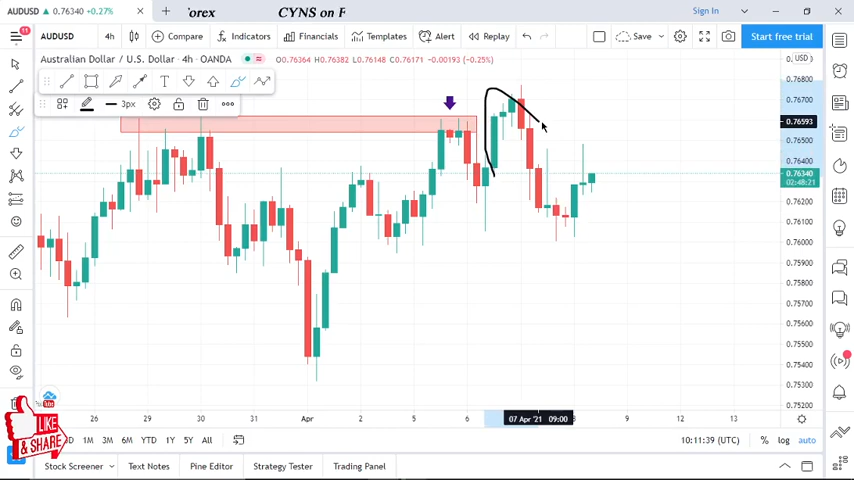 AUDUSD ▲ 0.76340 +0.27%
'orex CYNS on F
Sign In
11
AUDUSD 4h Compare Indicators Financials Templates Alert Replay Save Start free trial
Australian Dollar / U.S. Dollar · 4h · OANDA O0.76364 H0.76382 L0.76148 C0.76171 −0.00193 (−0.25%)
USD
0.76800
3px
0.76700
0.76593
0.76400
0.76340
02:48:21
0.76200
0.76100
0.76000
0.75900
0.75800
0.75700
0.75600
0.75500
0.75400
0.75300
0.75200
26 29 30 31 Apr 2 5 6 07 Apr '21 09:00 8 9 12 13
LIKE
& SHARE
1M 3M 6M YTD 1Y 5Y All 10:11:39 (UTC) % log auto
Stock Screener Text Notes Pine Editor Strategy Tester Trading Panel